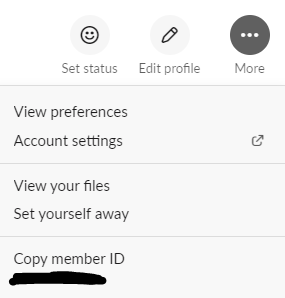 Set status Edit profile More
View preferences
Account settings
View your files
Set yourself away
Copy member ID